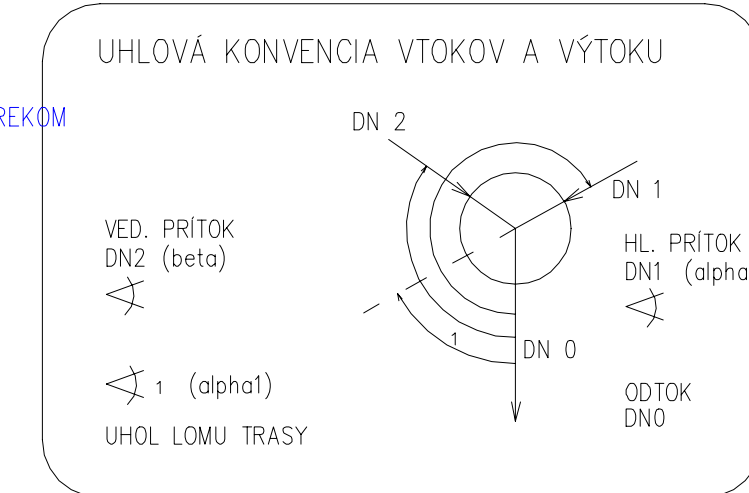 UHLOVÁ KONVENCIA VTOKOV A VÝTOKU
REKOM
DN 2
DN 1
VED. PRÍTOK
DN2 (beta)
HL. PRÍTOK
DN1 (alpha
1
DN 0
1 (alpha1)
ODTOK
DN0
UHOL LOMU TRASY